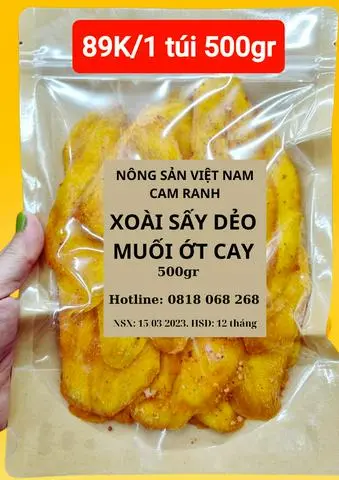 89K/1 túi 500gr
NÔNG SẢN VIỆT NAM
CAM RANH
XOÀI SẤY DẺO
MUỐI ỚT CAY
500gr
Hotline: 0818 068 268
NSX: 15 03 2023. HSD: 12 tháng